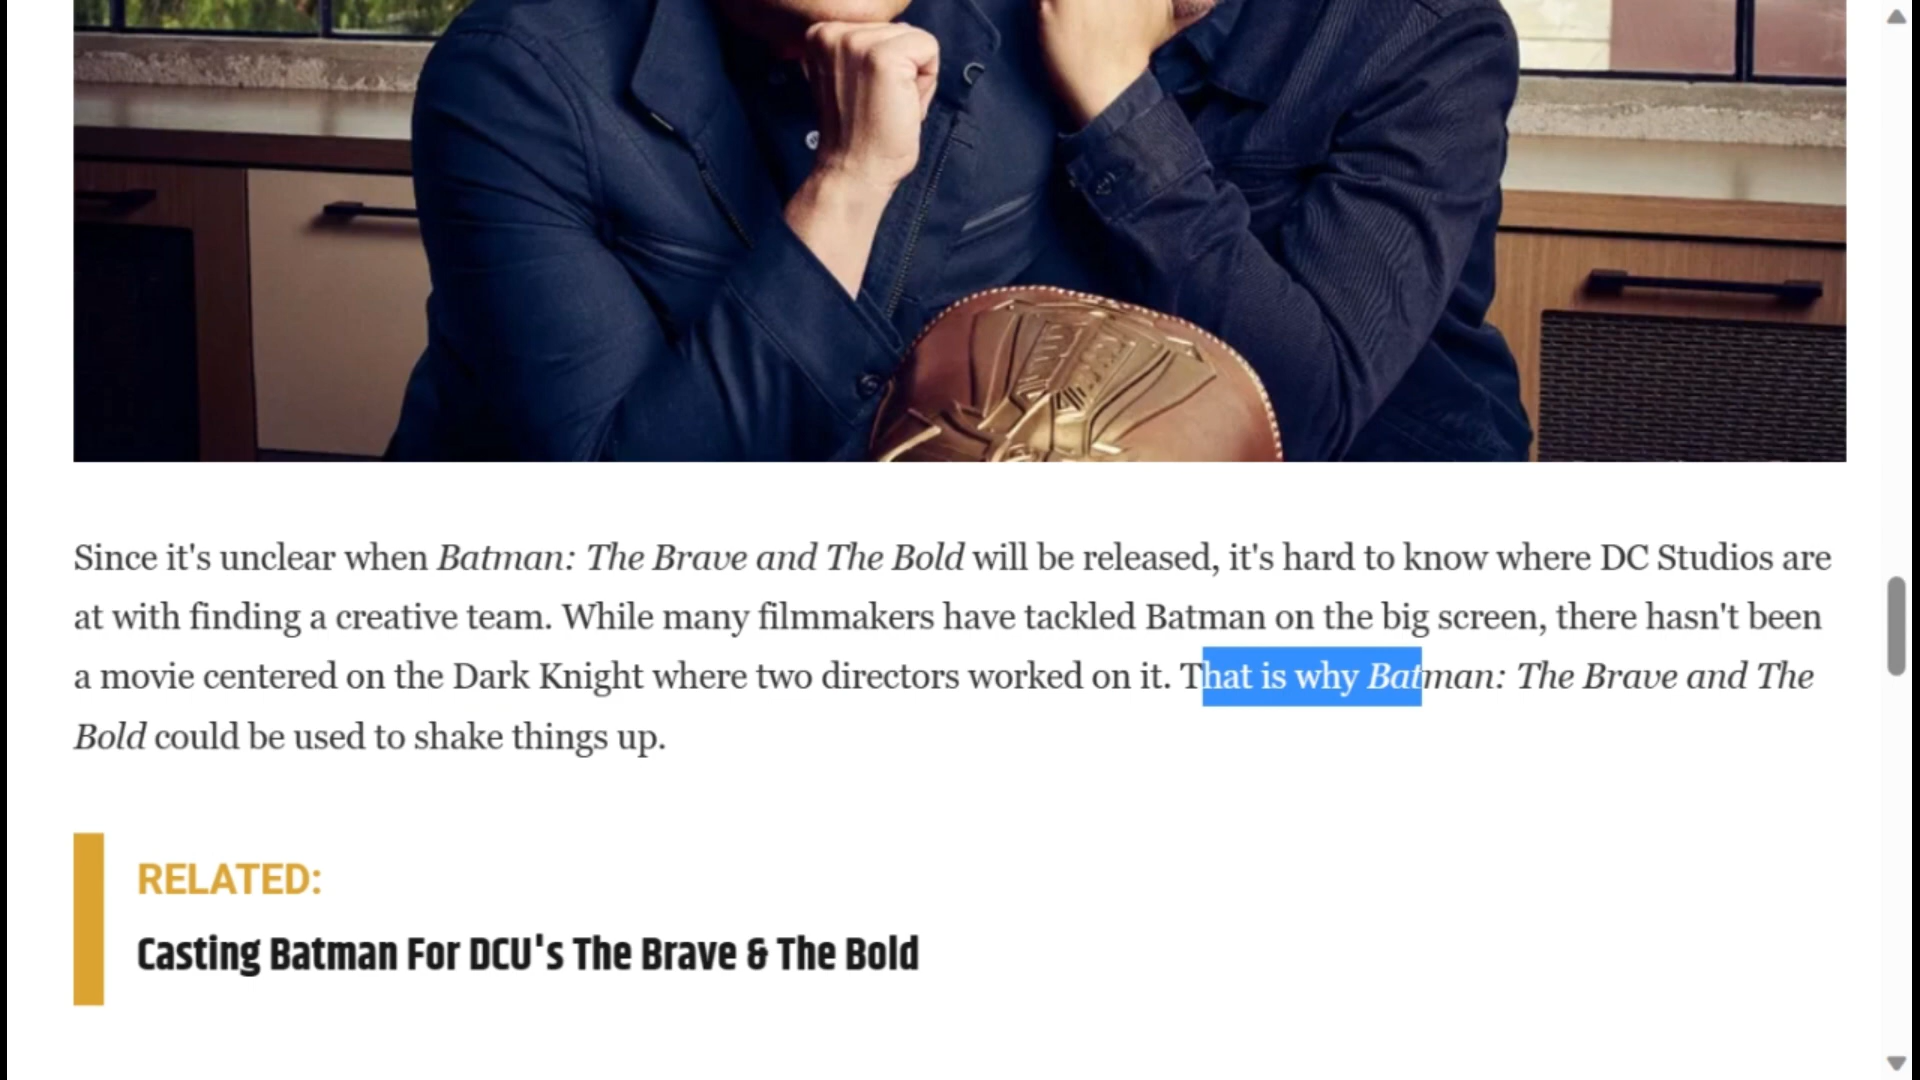 Since it's unclear when Batman: The Brave and The Bold will be released, it's hard to know where DC Studios are
at with finding a creative team. While many filmmakers have tackled Batman on the big screen, there hasn't been
a movie centered on the Dark Knight where two directors worked on it. That is why Batman: The Brave and The
Bold could be used to shake things up.
RELATED:
Casting Batman For DCU's The Brave & The Bold